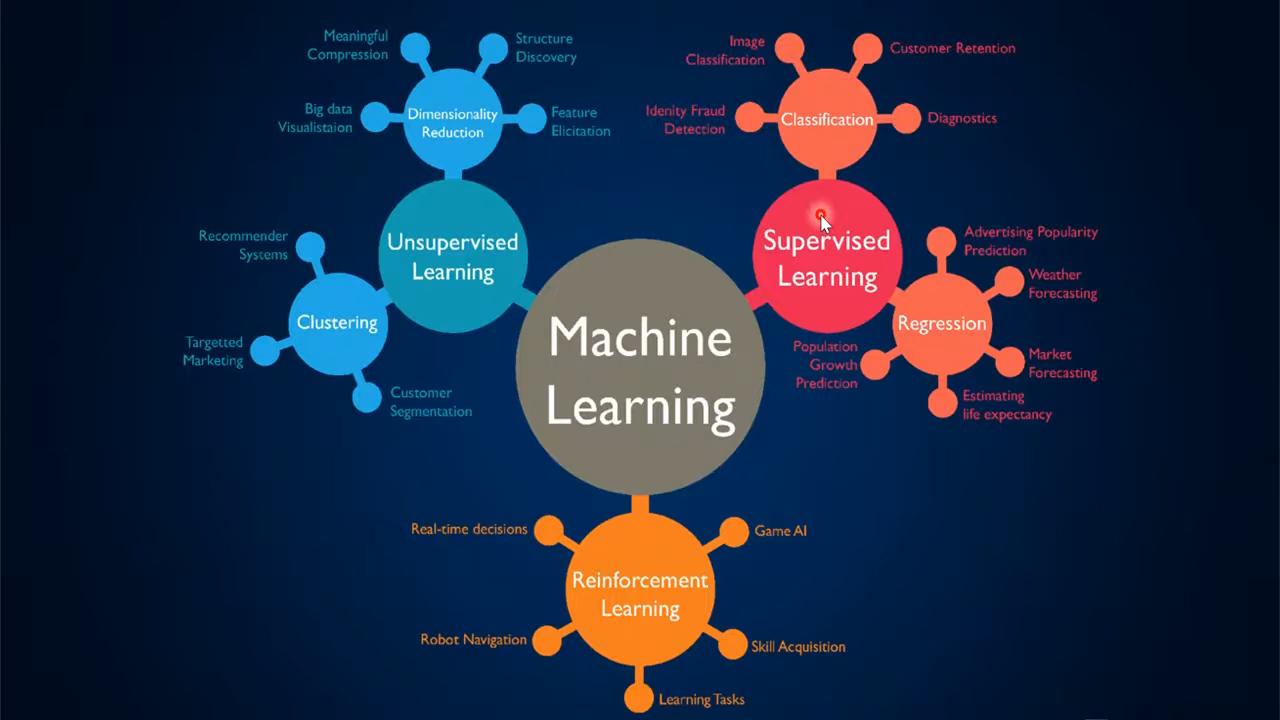 Meaningful
Compression
Structure
Discovery
Big data
Visualistaion
Dimensionality
Reduction
Feature
Elicitation
Image
Classification
Customer Retention
Idenity Fraud
Detection
Classification
Diagnostics
Recommender
Systems
Unsupervised
Learning
Clustering
Targetted
Marketing
Customer
Segmentation
Supervised
Learning
Advertising Popularity
Prediction
Weather
Forecasting
Regression
Population
Growth
Prediction
Market
Forecasting
Estimating
life expectancy
Machine
Learning
Real-time decisions
Game AI
Reinforcement
Learning
Robot Navigation
Skill Acquisition
Learning Tasks